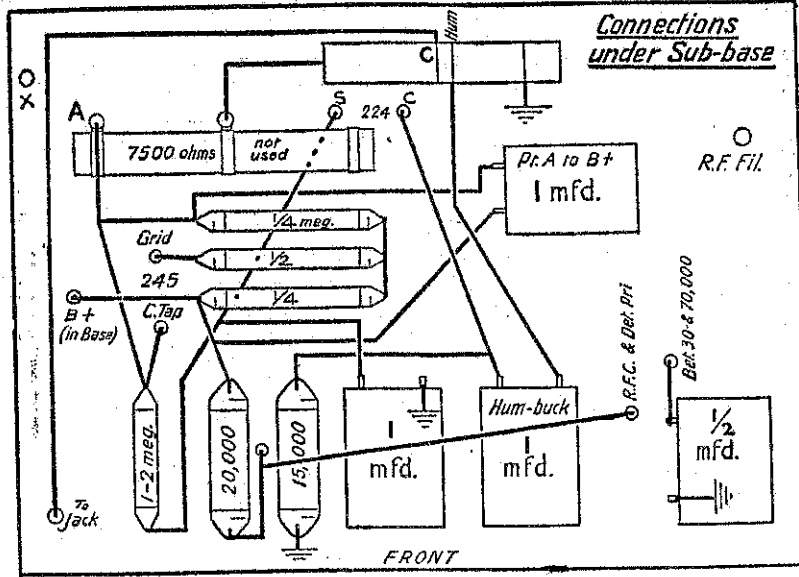 Connections
under Sub-base
Hum
C
O
X
A
S
224
C
7500 ohms
not
used
Pr. A to B+
1 mfd.
R.F. Fil.
1/4 meg.
Grid
1/2
245
1/4
B+
(in Base)
C.Tap
R.F.C. & Det. Pri
Bet. 30 & 70,000
1-2 meg.
20,000
15,000
1
mfd.
Hum-buck
1
mfd.
1/2
mfd.
To
Jack
FRONT